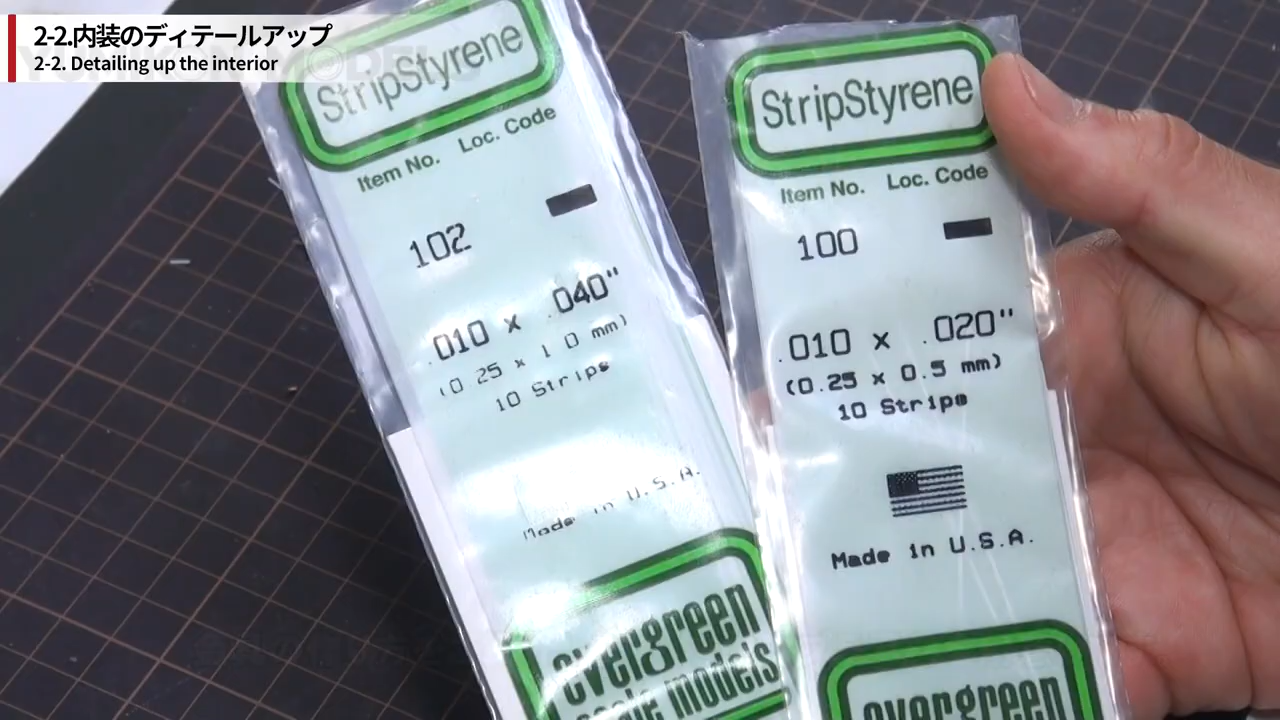 2-2.内装のディテールアップ
2-2. Detailing up the interior
StripStyrene
Item No. Loc. Code
102
.010 x .040"
(0 25 x 1 0 mm)
10 Strips
Made in U.S.A.
evergreen
scale models
StripStyrene
Item No. Loc. Code
100
.010 x .020"
(0.25 x 0.5 mm)
10 Strips
Made in U.S.A.
evergreen